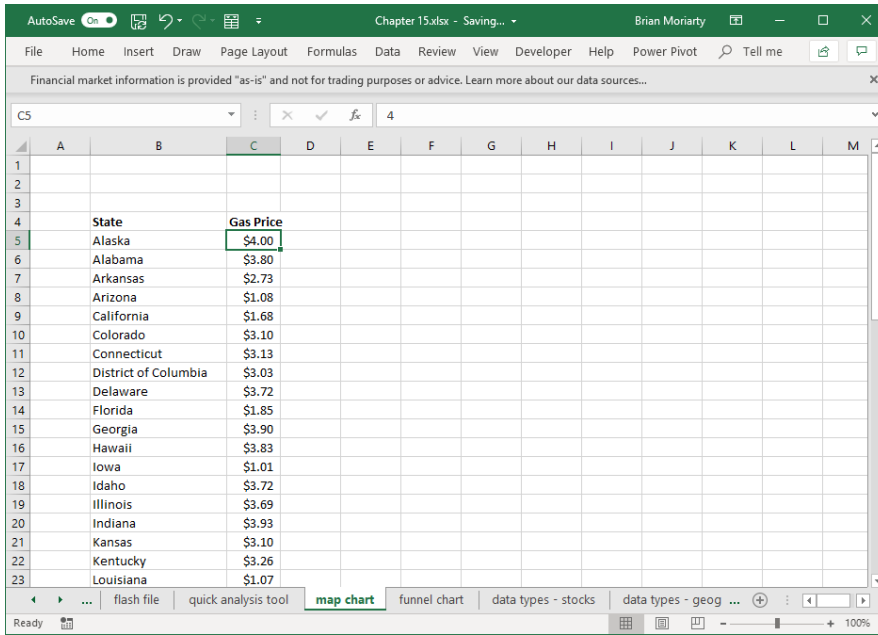 AutoSave On Chapter 15.xlsx - Saving... Brian Moriarty
File Home Insert Draw Page Layout Formulas Data Review View Developer Help Power Pivot Tell me
Financial market information is provided "as-is" and not for trading purposes or advice. Learn more about our data sources...
C5 fx 4
A B C D E F G H I J K L M
1
2
3
4 State Gas Price
5 Alaska $4.00
6 Alabama $3.80
7 Arkansas $2.73
8 Arizona $1.08
9 California $1.68
10 Colorado $3.10
11 Connecticut $3.13
12 District of Columbia $3.03
13 Delaware $3.72
14 Florida $1.85
15 Georgia $3.90
16 Hawaii $3.83
17 Iowa $1.01
18 Idaho $3.72
19 Illinois $3.69
20 Indiana $3.93
21 Kansas $3.10
22 Kentucky $3.26
23 Louisiana $1.07
... flash file quick analysis tool map chart funnel chart data types - stocks data types - geog ...
Ready 100%